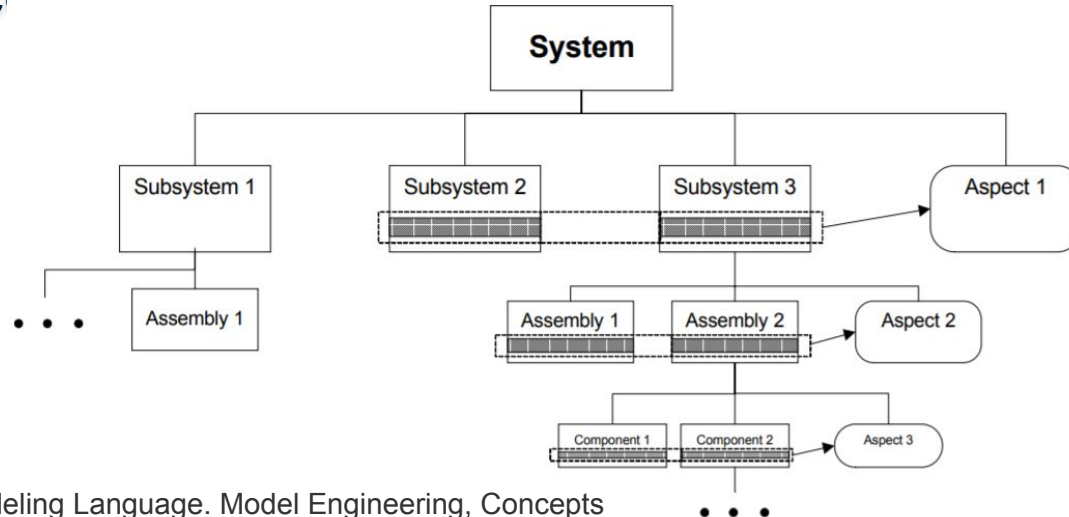 System
Subsystem 1
Subsystem 2
Subsystem 3
Aspect 1
Assembly 1
Assembly 1
Assembly 2
Aspect 2
Component 1
Component 2
Aspect 3
Language. Model Engineering, Concepts